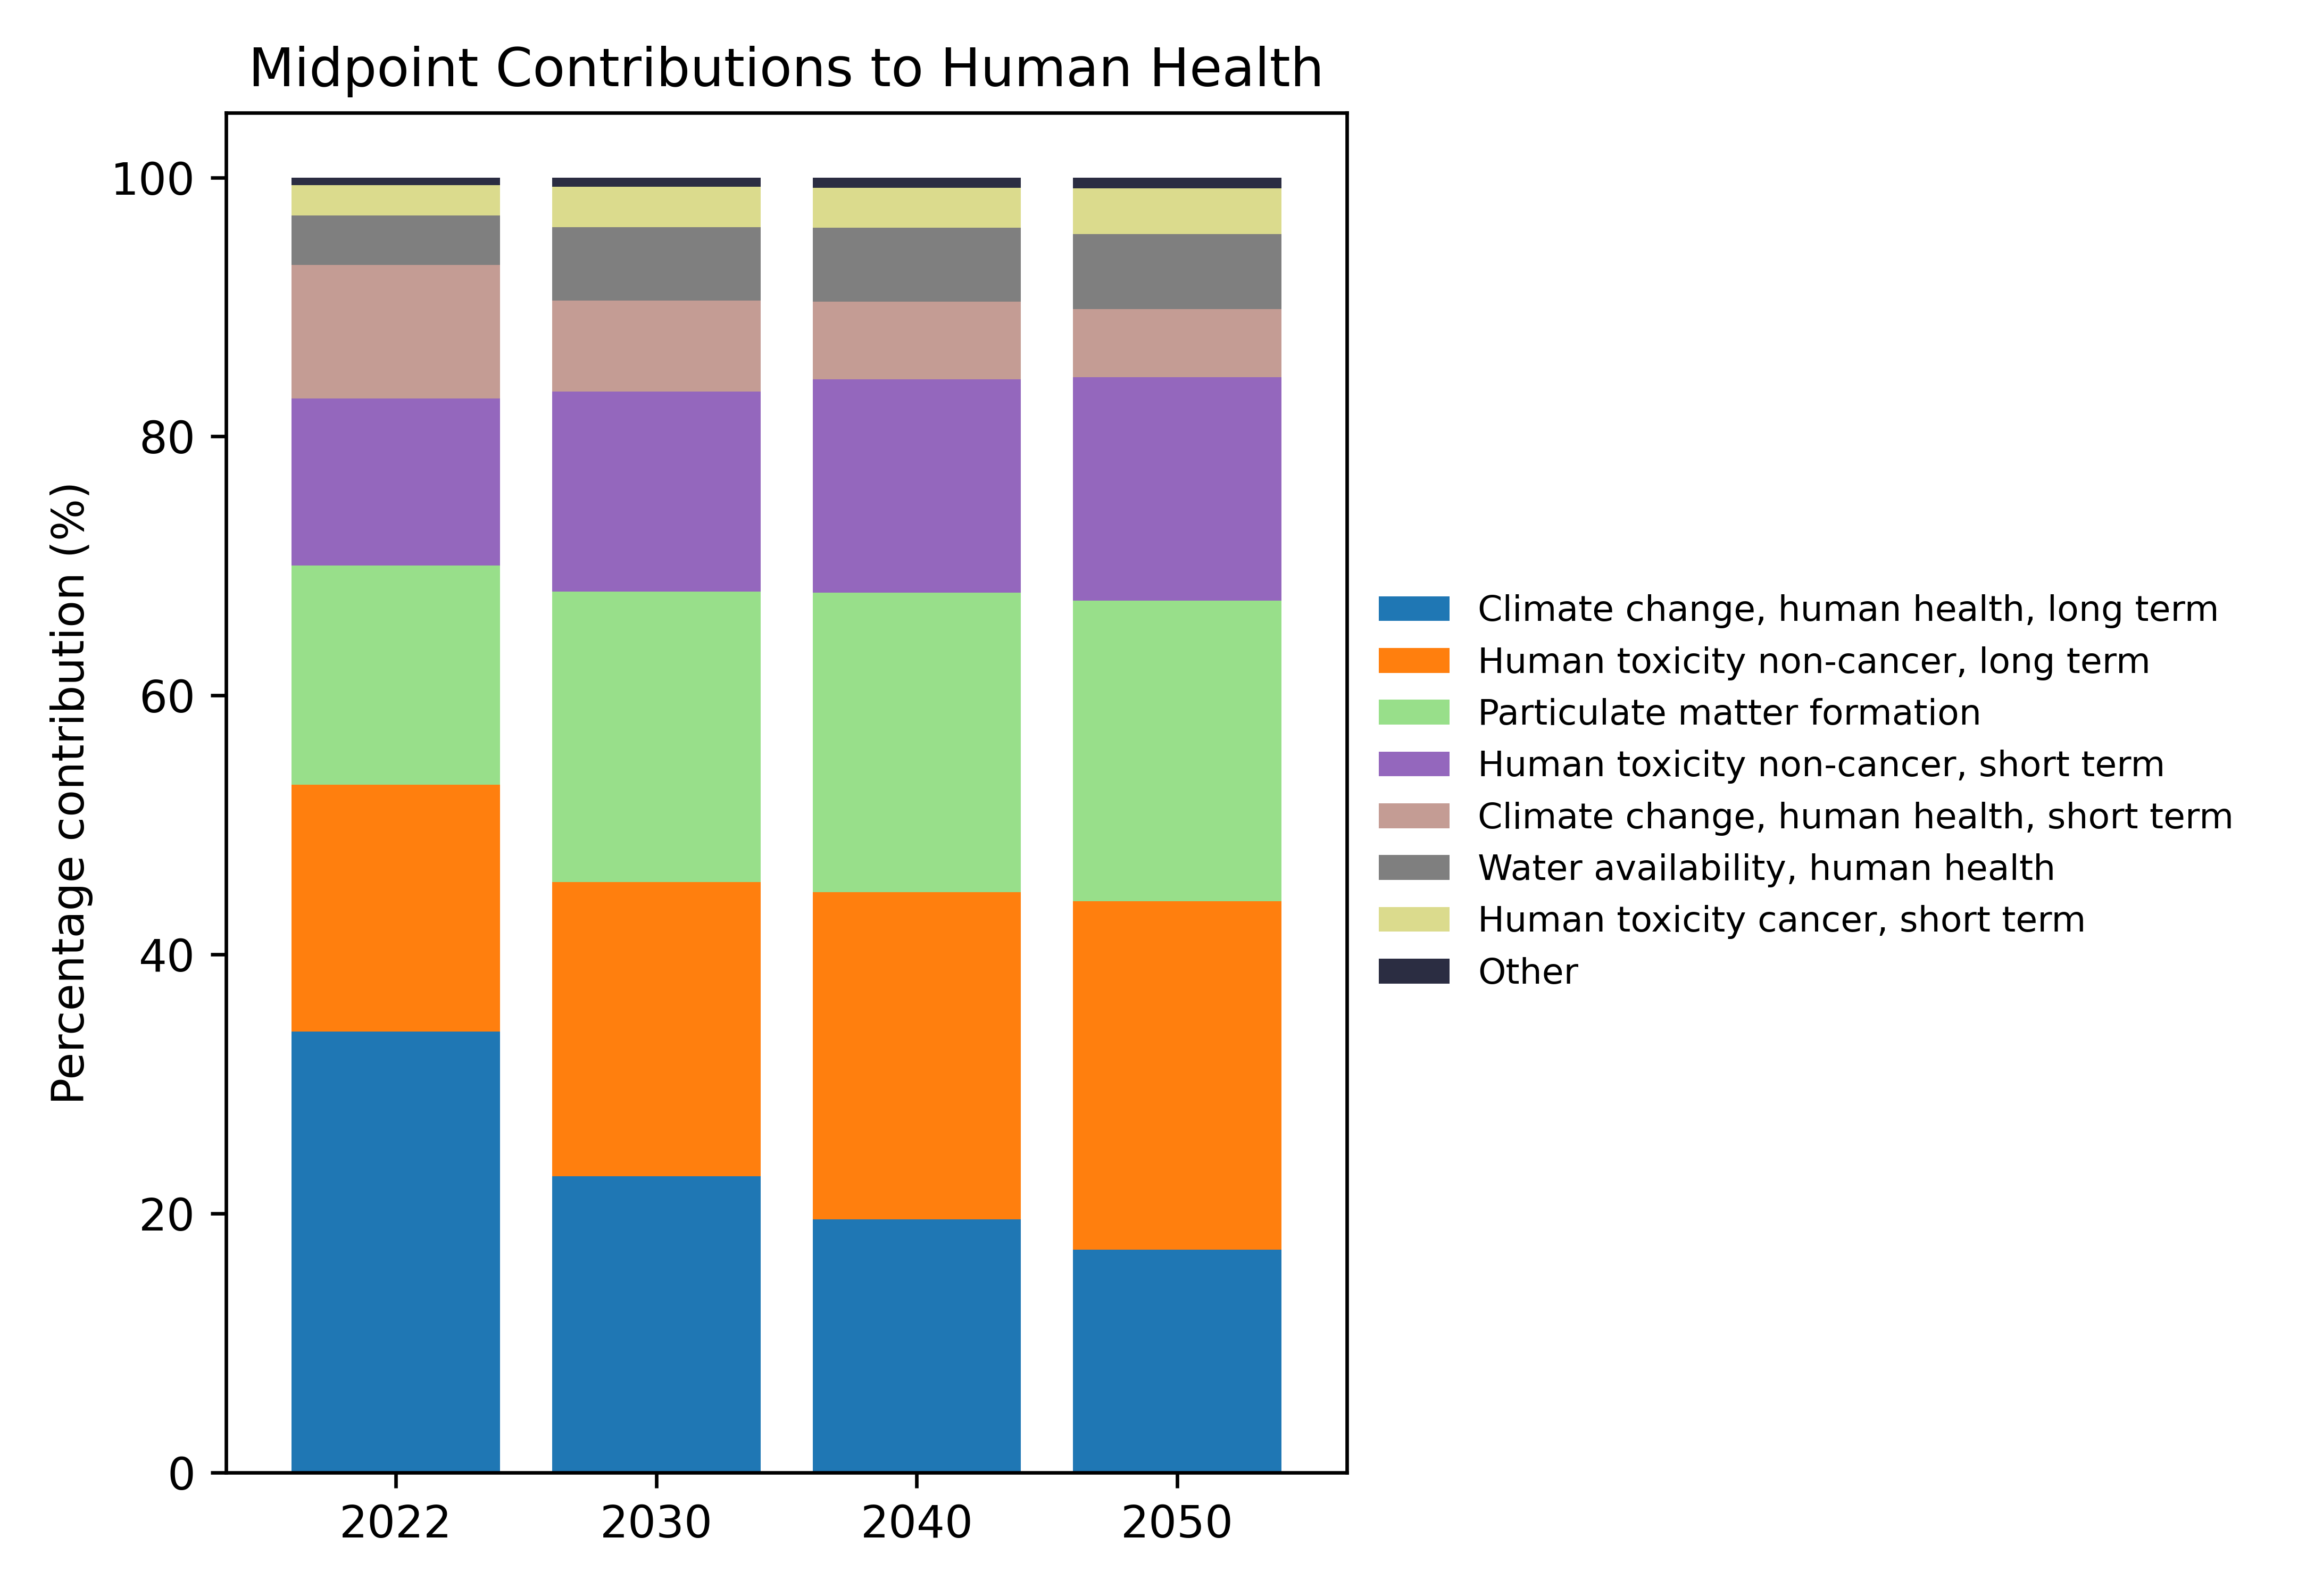 Midpoint Contributions to Human Health
Percentage contribution (%)
100
80
60
40
20
0
2022
2030
2040
2050
Climate change, human health, long term
Human toxicity non-cancer, long term
Particulate matter formation
Human toxicity non-cancer, short term
Climate change, human health, short term
Water availability, human health
Human toxicity cancer, short term
Other